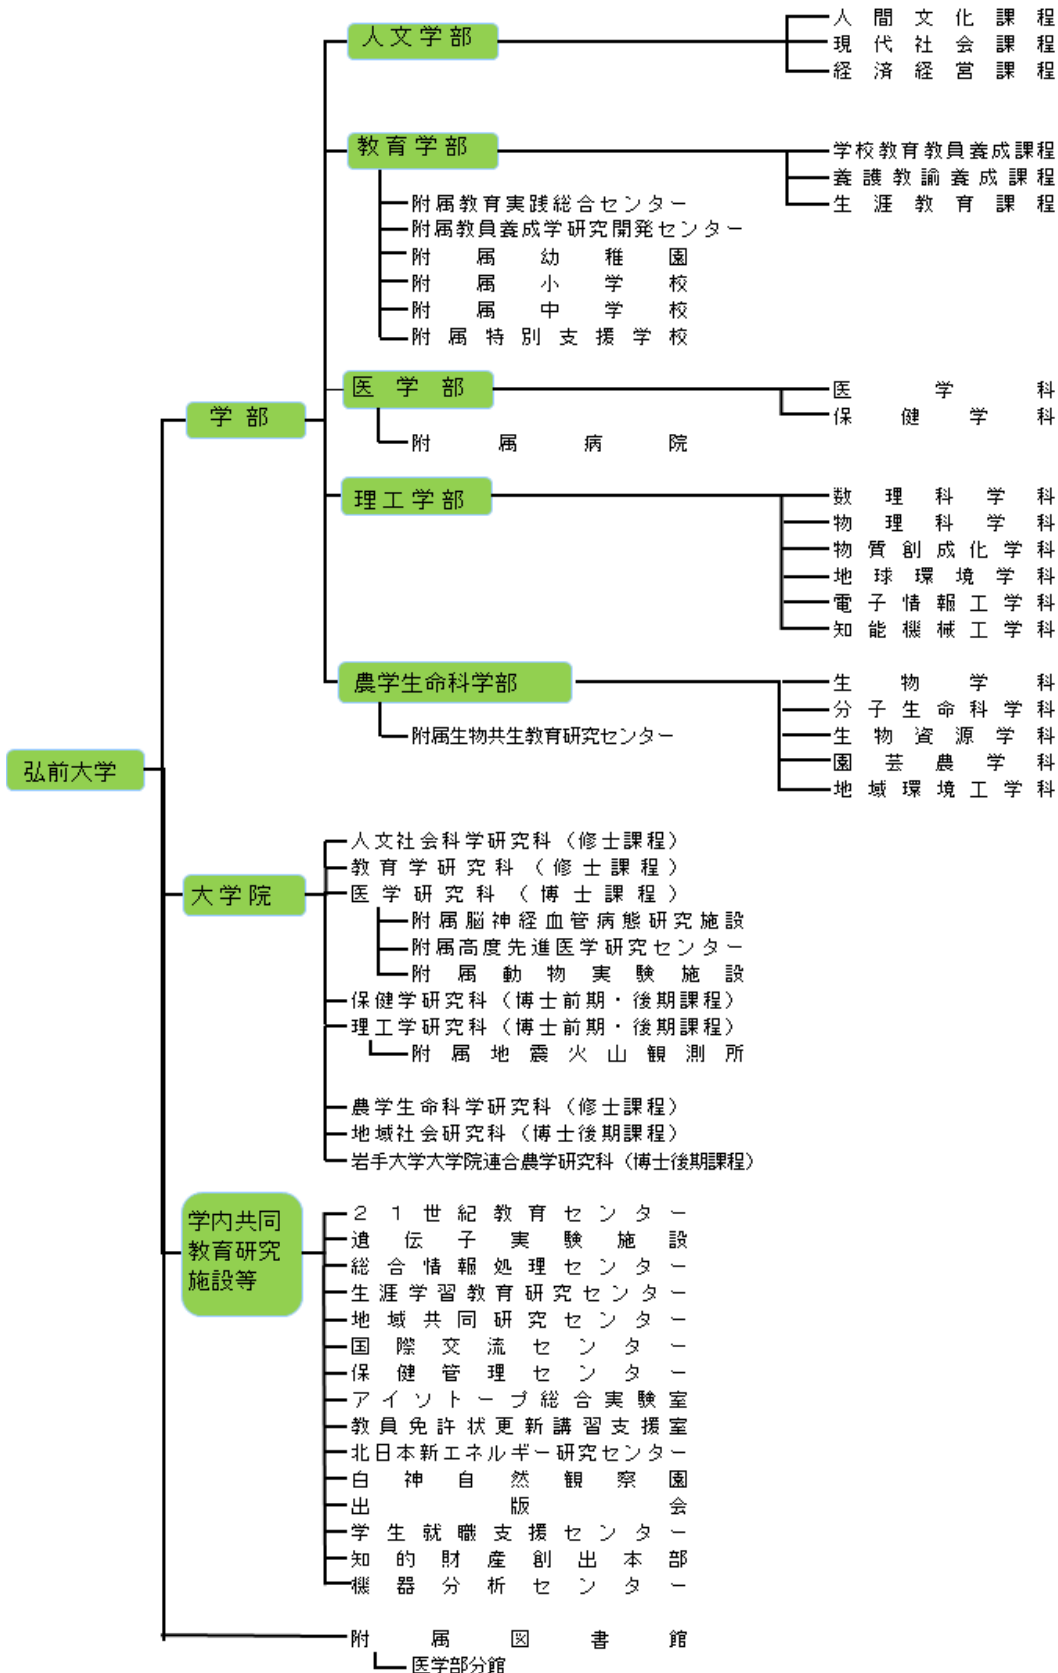 人文学部
人間文化課程
現代社会課程
経済経営課程
教育学部
学校教育教員養成課程
養護教諭養成課程
生涯教育課程
附属教育実践総合センター
附属教員養成学研究開発センター
附属幼稚園
附属小学校
附属中学校
附属特別支援学校
学部
医学部
医学科
保健学科
附属病院
理工学部
数理科学科
物理科学科
物質創成化学科
地球環境学科
電子情報工学科
知能機械工学科
農学生命科学部
生物学科
分子生命科学科
生物資源学科
園芸農学科
地域環境工学科
附属生物共生教育研究センター
弘前大学
大学院
人文社会科学研究科（修士課程）
教育学研究科（修士課程）
医学研究科（博士課程）
附属脳神経血管病態研究施設
附属高度先進医学研究センター
附属動物実験施設
保健学研究科（博士前期・後期課程）
理工学研究科（博士前期・後期課程）
附属地震火山観測所
農学生命科学研究科（修士課程）
地域社会研究科（博士後期課程）
岩手大学大学院連合農学研究科（博士後期課程）
学内共同
教育研究
施設等
２１世紀教育センター
遺伝子実験施設
総合情報処理センター
生涯学習教育研究センター
地域共同研究センター
国際交流センター
保健管理センター
アイソトープ総合実験室
教員免許状更新講習支援室
北日本新エネルギー研究センター
白神自然観察園
出版会
学生就職支援センター
知的財産創出本部
機器分析センター
附属図書館
医学部分館